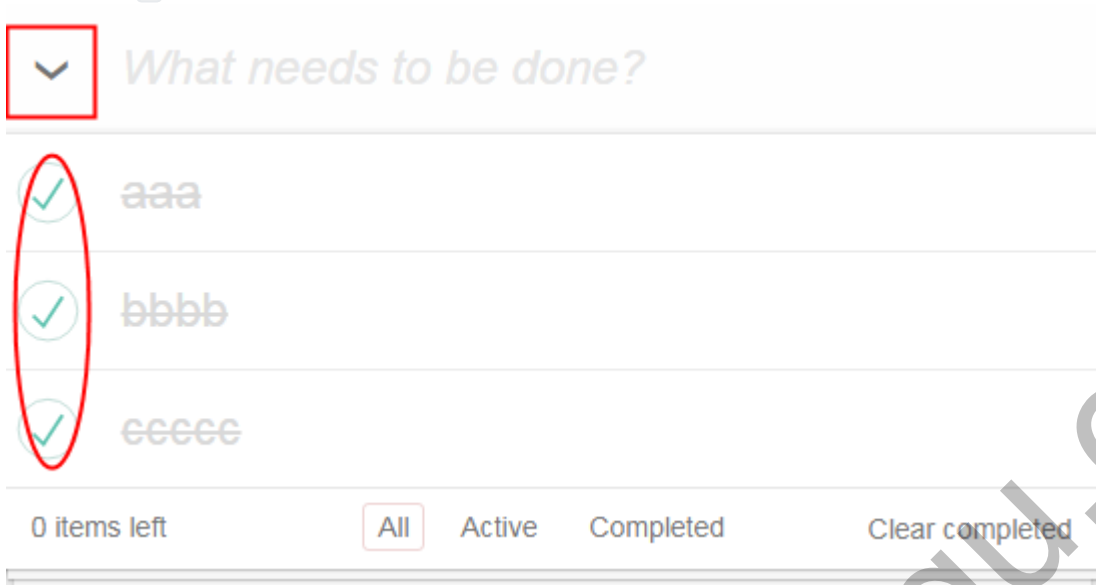 What needs to be done?
aaa
bbbb
ccccc
0 items left All Active Completed Clear completed